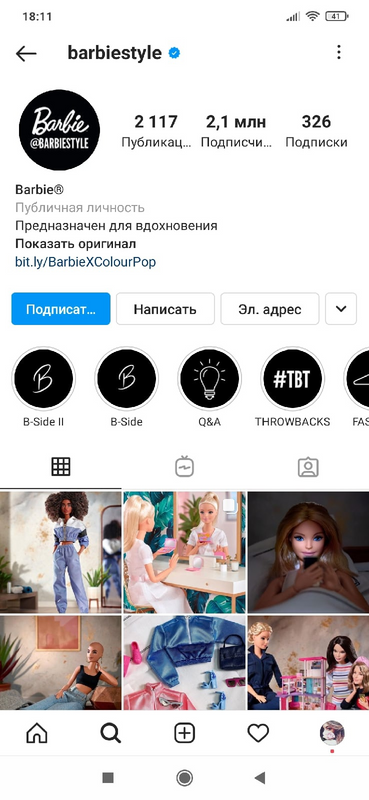 18:11
41
barbiestyle
Barbie
@BARBIESTYLE
2 117
2,1 млн
326
Публикац...
Подписчи...
Подписки
Barbie®
Публичная личность
Предназначен для вдохновения
Показать оригинал
bit.ly/BarbieXColourPop
Подписат...
Написать
Эл. адрес
B
B
#TBT
B-Side II
B-Side
Q&A
THROWBACKS
FAS